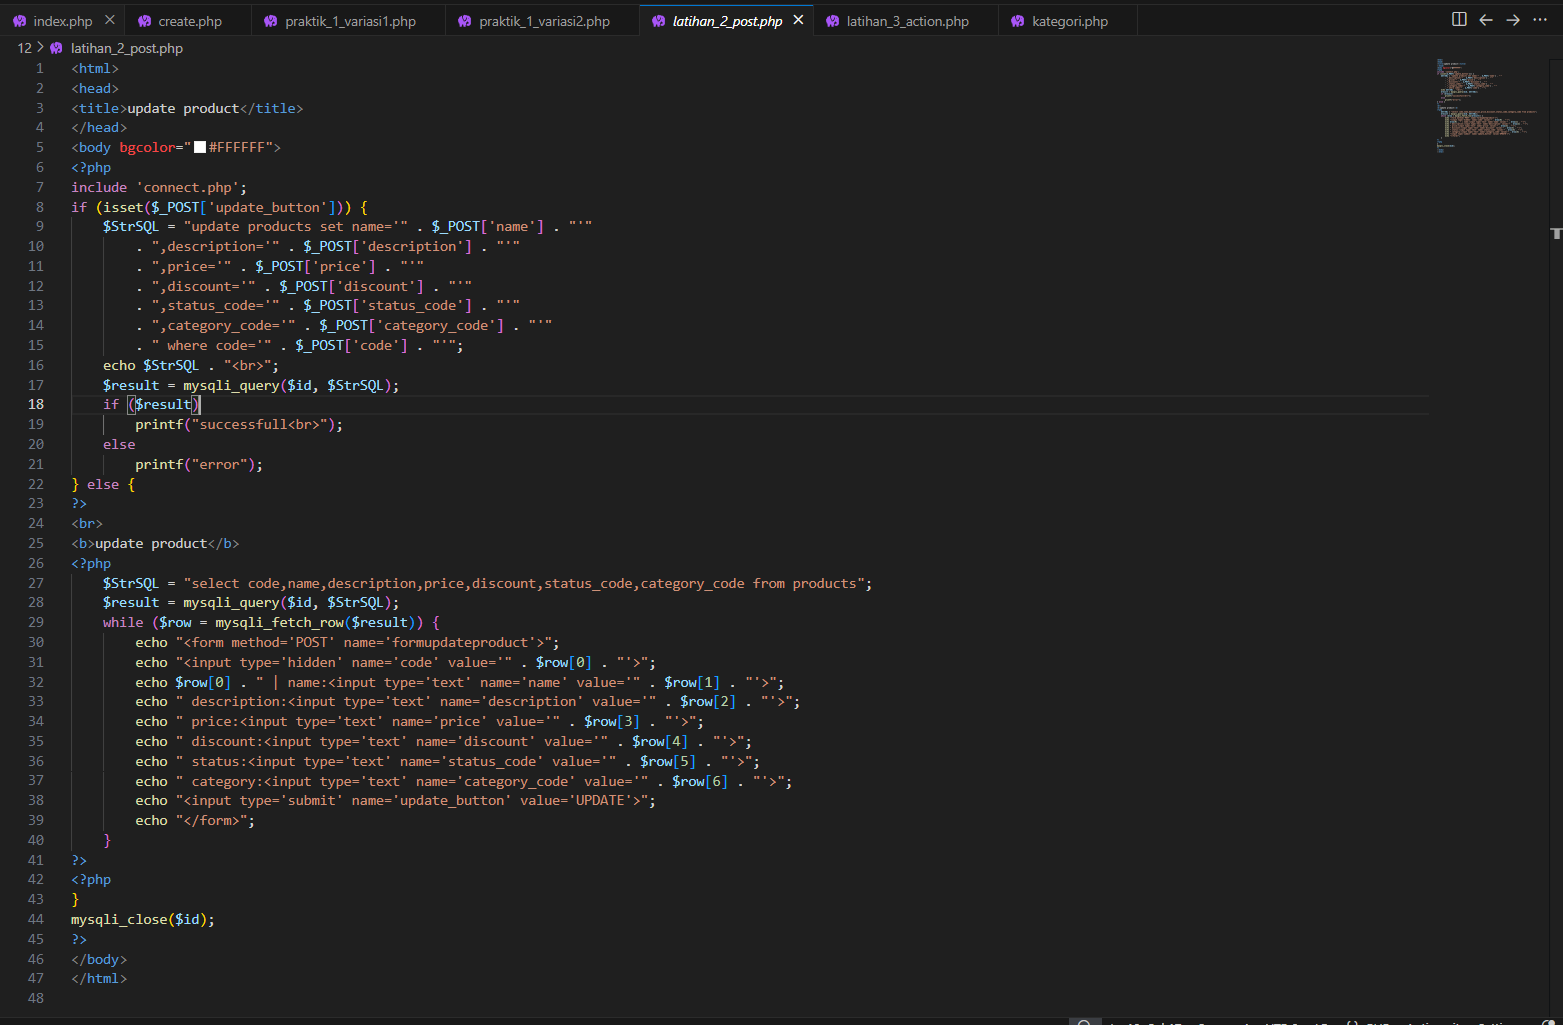 index.php
create.php
praktik_1_variasi1.php
praktik_1_variasi2.php
latihan_2_post.php
latihan_3_action.php
kategori.php
12 > latihan_2_post.php
1 <html>
2 <head>
3 <title>update product</title>
4 </head>
5 <body bgcolor="#FFFFFF">
6 <?php
7 include 'connect.php';
8 if (isset($_POST['update_button'])) {
9     $StrSQL = "update products set name='" . $_POST['name'] . "'"
10         . ",description='" . $_POST['description'] . "'"
11         . ",price='" . $_POST['price'] . "'"
12         . ",discount='" . $_POST['discount'] . "'"
13         . ",status_code='" . $_POST['status_code'] . "'"
14         . ",category_code='" . $_POST['category_code'] . "'"
15         . " where code='" . $_POST['code'] . "'";
16     echo $StrSQL . "<br>";
17     $result = mysqli_query($id, $StrSQL);
18     if ($result)
19         printf("successfull<br>");
20     else
21         printf("error");
22 } else {
23 ?>
24 <br>
25 <b>update product</b>
26 <?php
27     $StrSQL = "select code,name,description,price,discount,status_code,category_code from products";
28     $result = mysqli_query($id, $StrSQL);
29     while ($row = mysqli_fetch_row($result)) {
30         echo "<form method='POST' name='formupdateproduct'>";
31         echo "<input type='hidden' name='code' value='" . $row[0] . "'>";
32         echo $row[0] . " | name:<input type='text' name='name' value='" . $row[1] . "'>";
33         echo " description:<input type='text' name='description' value='" . $row[2] . "'>";
34         echo " price:<input type='text' name='price' value='" . $row[3] . "'>";
35         echo " discount:<input type='text' name='discount' value='" . $row[4] . "'>";
36         echo " status:<input type='text' name='status_code' value='" . $row[5] . "'>";
37         echo " category:<input type='text' name='category_code' value='" . $row[6] . "'>";
38         echo "<input type='submit' name='update_button' value='UPDATE'>";
39         echo "</form>";
40     }
41 ?>
42 <?php
43 }
44 mysqli_close($id);
45 ?>
46 </body>
47 </html>
48